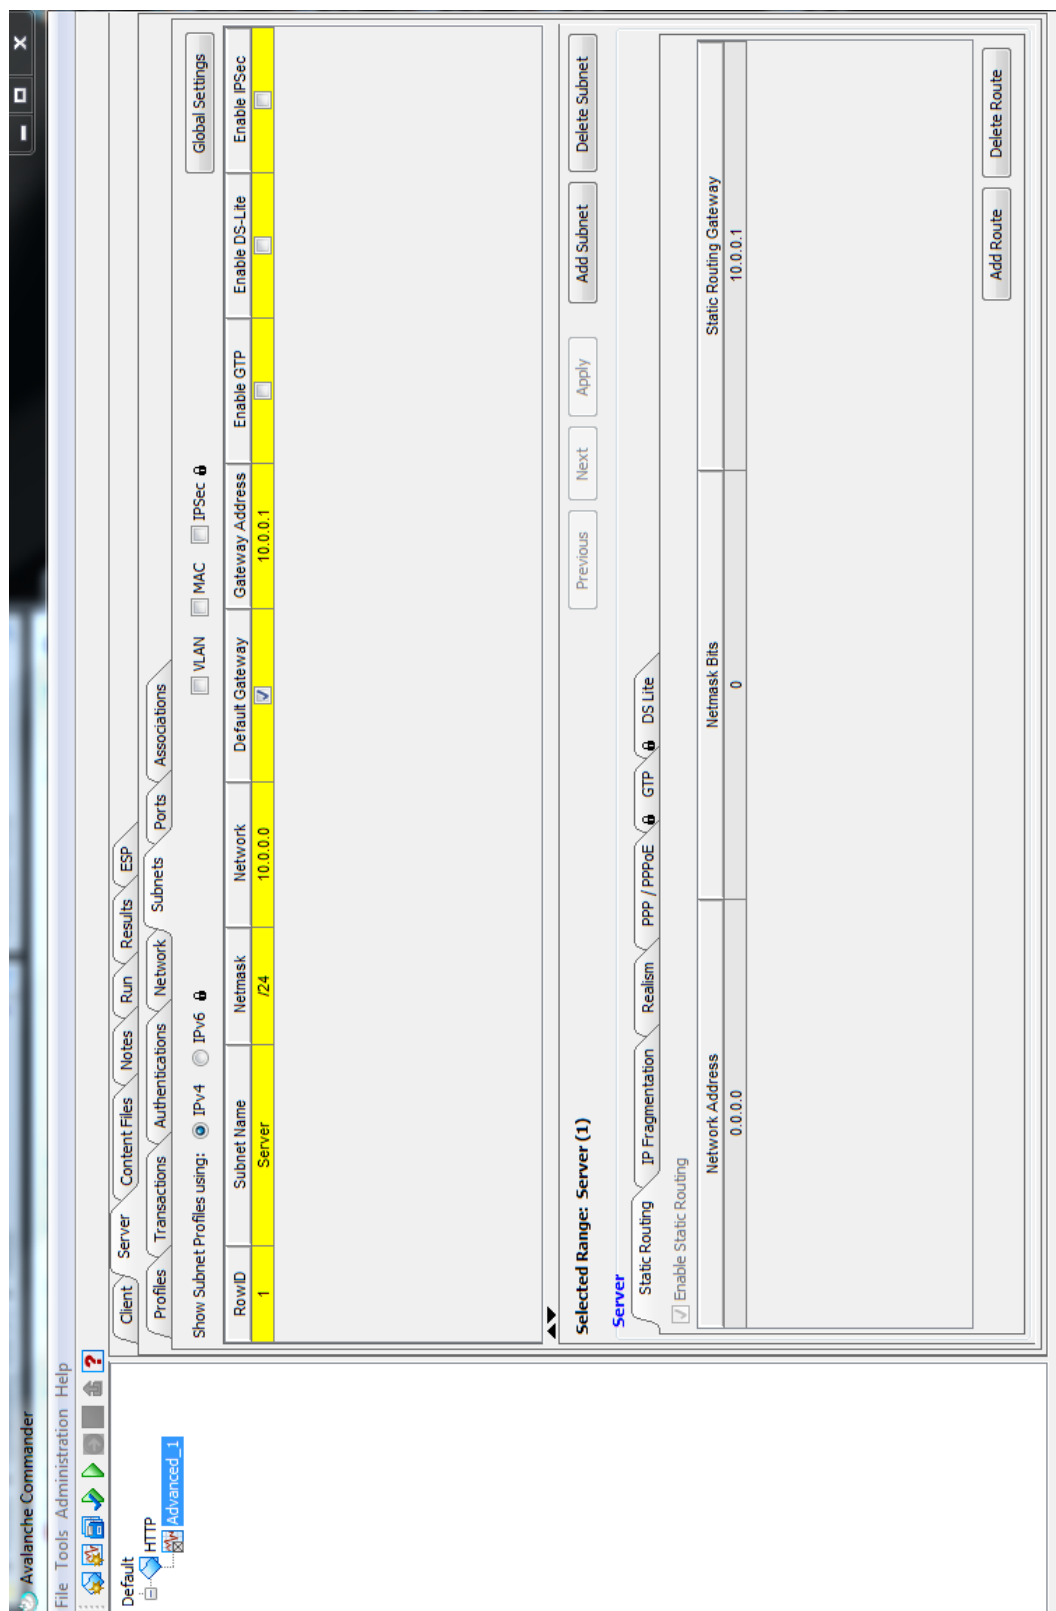 Avalanche Commander
File Tools Administration Help
Default
HTTP
Advanced_1
Client Server Content Files Notes Run Results ESP
Profiles Transactions Authentications Network Subnets Ports Associations
Show Subnet Profiles using: IPv4 IPv6 VLAN MAC IPSec Global Settings
RowID Subnet Name Netmask Network Default Gateway Gateway Address Enable GTP Enable DS-Lite Enable IPSec
1 Server /24 10.0.0.0 10.0.0.1
Selected Range: Server (1) Previous Next Apply Add Subnet Delete Subnet
Server
Static Routing IP Fragmentation Realism PPP / PPPoE GTP DS Lite
Enable Static Routing
Network Address Netmask Bits Static Routing Gateway
0.0.0.0 0 10.0.0.1
Add Route Delete Route